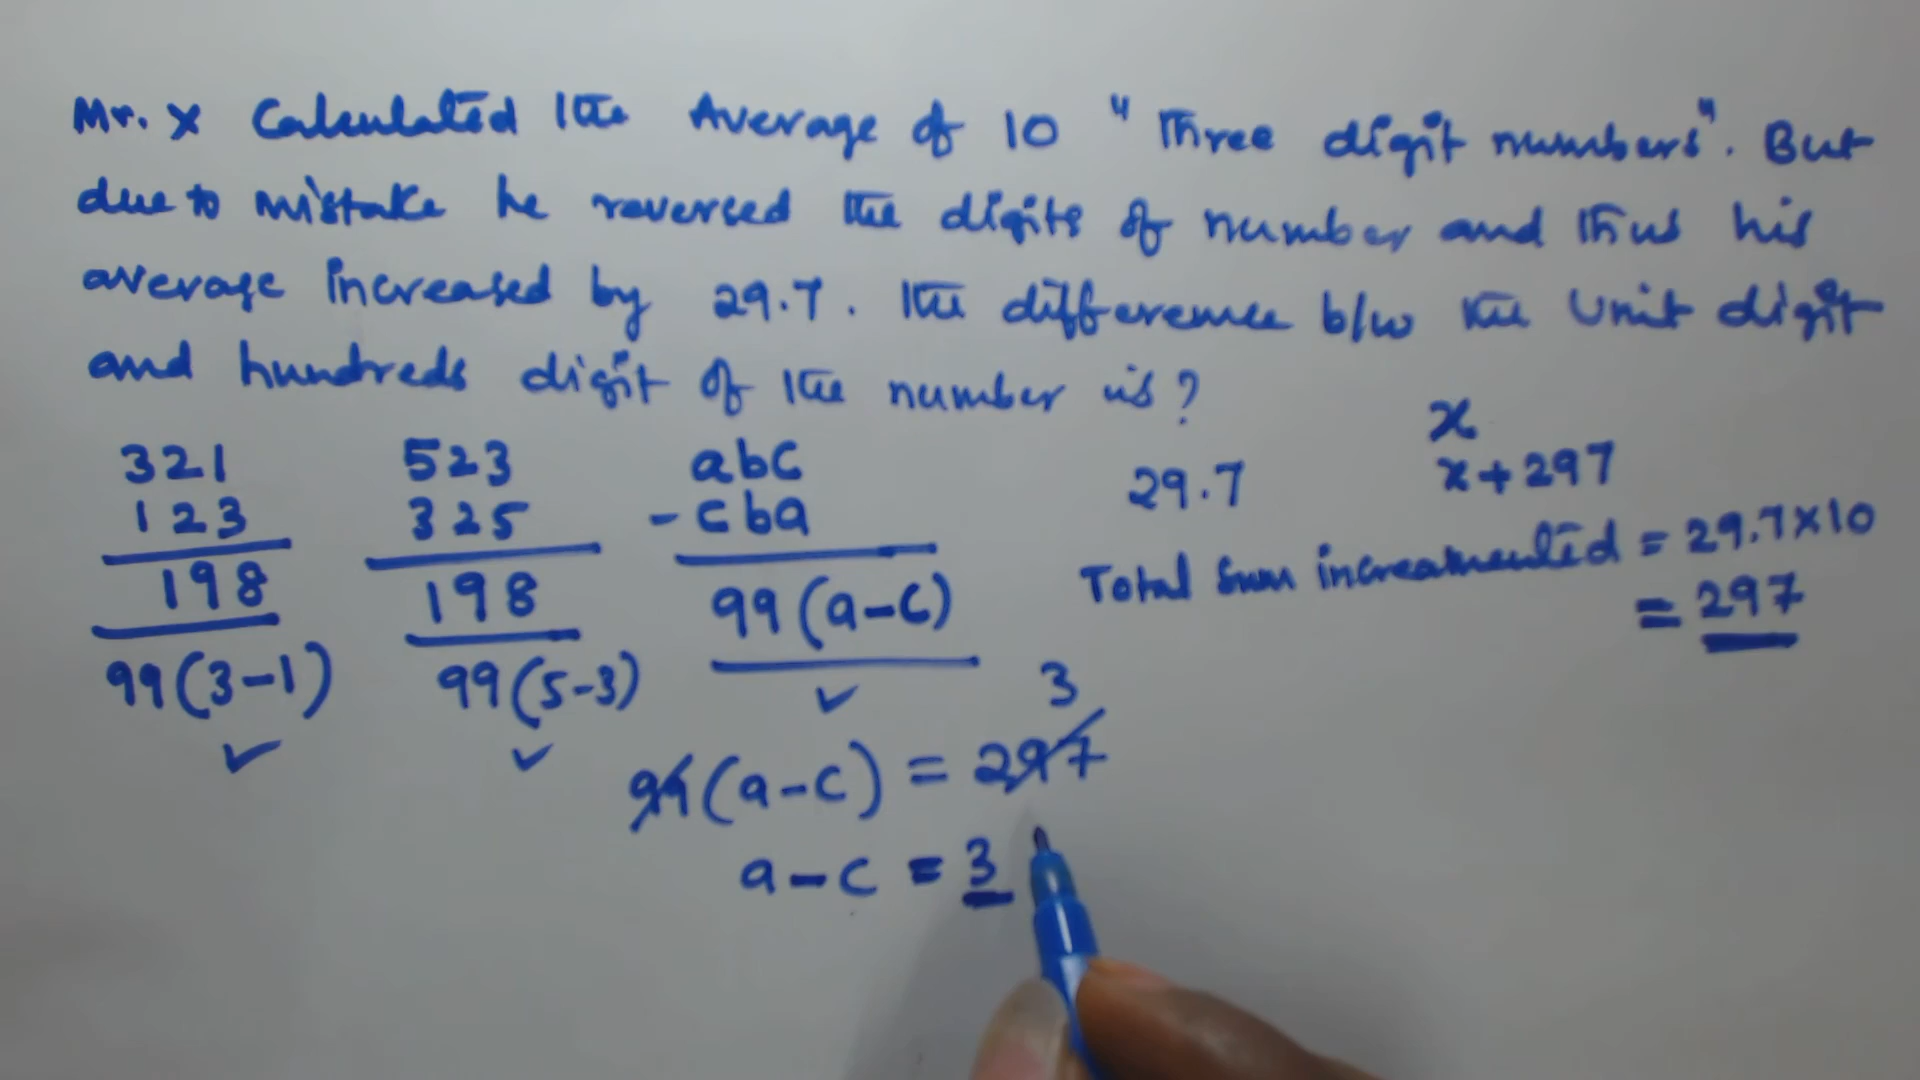 Mr. X Calculated the Average of 10 "Three digit numbers". But
due to mistake he reversed the digits of number and thus his
average increased by 29.7. The difference b/w the unit digit
and hundreds digit of the number is?
321
123
198
99(3-1)
523
325
198
99(5-3)
abc
- cba
99(a-c)
29.7
x
x+297
Total Sum increamented = 29.7×10
= 297
3
99(a-c) = 297
a-c = 3